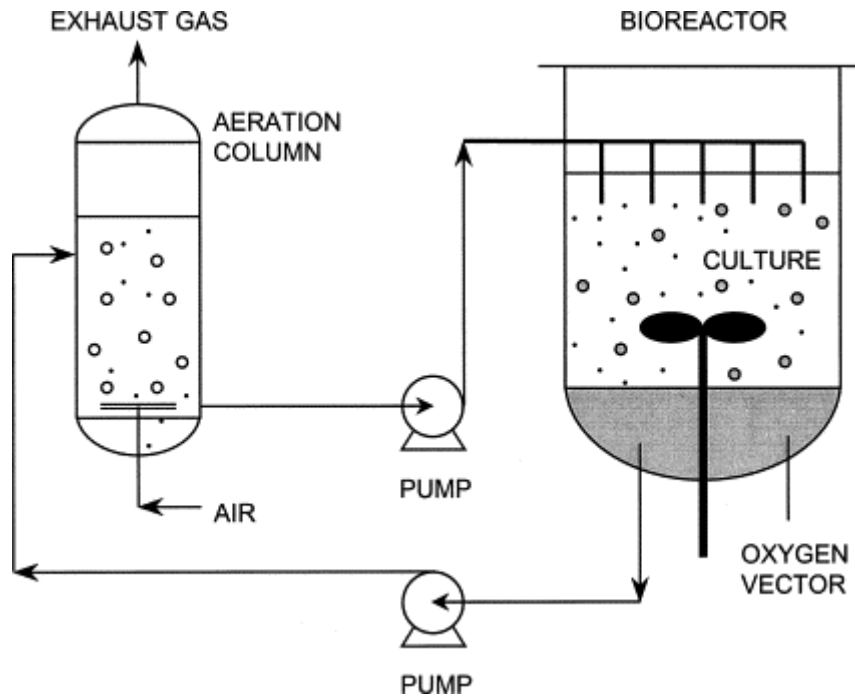 EXHAUST GAS
BIOREACTOR
AERATION
COLUMN
CULTURE
PUMP
AIR
OXYGEN
VECTOR
PUMP